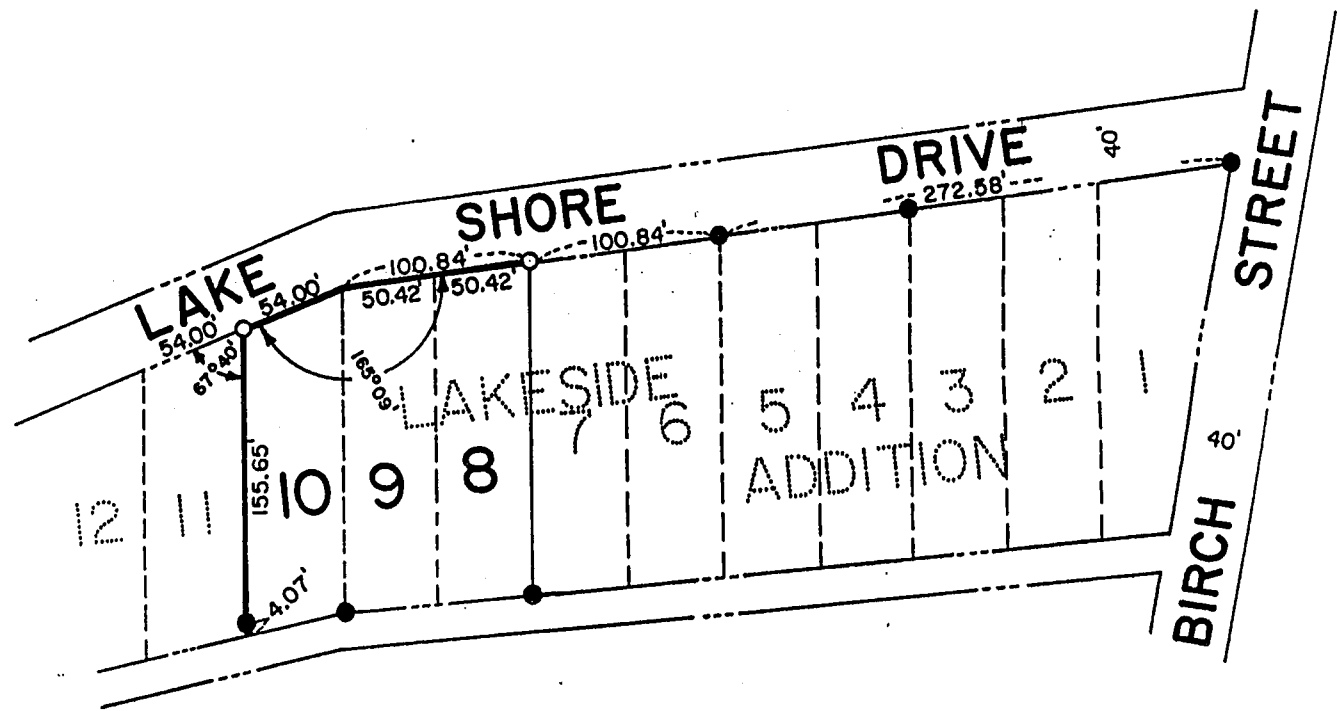 LAKE SHORE DRIVE
BIRCH STREET
40'
40'
272.58'
100.84'
100.84'
50.42'
50.42'
54.00'
54.00'
67°40'
165°09'
155.65'
4.07'
LAKESIDE
ADDITION
12 11 10 9 8 7 6 5 4 3 2 1